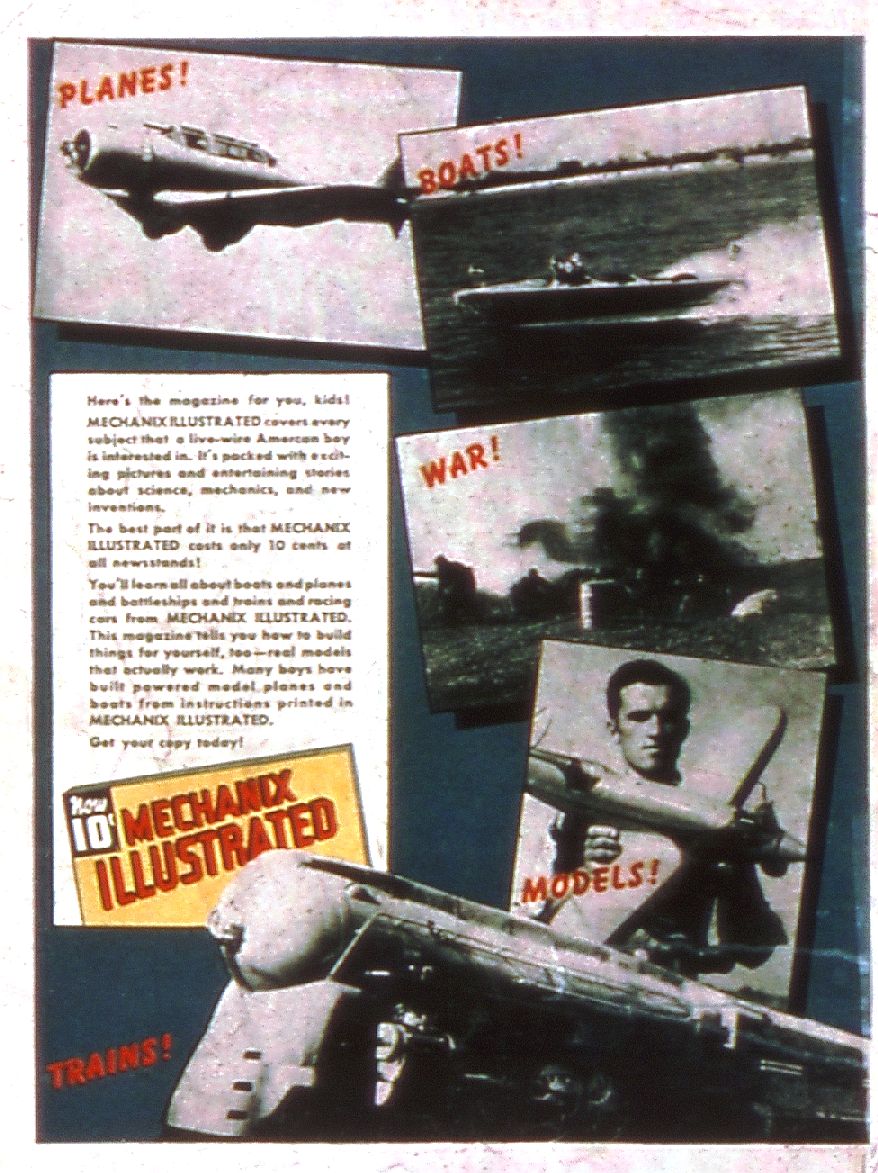 PLANES!
BOATS!
Here's the magazine for you, kids!
MECHANIX ILLUSTRATED covers every
subject that a live-wire Amercan boy
is interested in. It's packed with excit-
ing pictures and entertaining stories
about science, mechanics, and new
inventions.
The best part of it is that MECHANIX
ILLUSTRATED costs only 10 cents at
all newsstands!
You'll learn all about boats and planes
and battleships and trains and racing
cars from MECHANIX ILLUSTRATED.
This magazine tells you how to build
things for yourself, too—real models
that actually work. Many boys have
built powered model planes and
boats from instructions printed in
MECHANIX ILLUSTRATED.
Get your copy today!
WAR!
Now
10¢
MECHANIX
ILLUSTRATED
MODELS!
TRAINS!